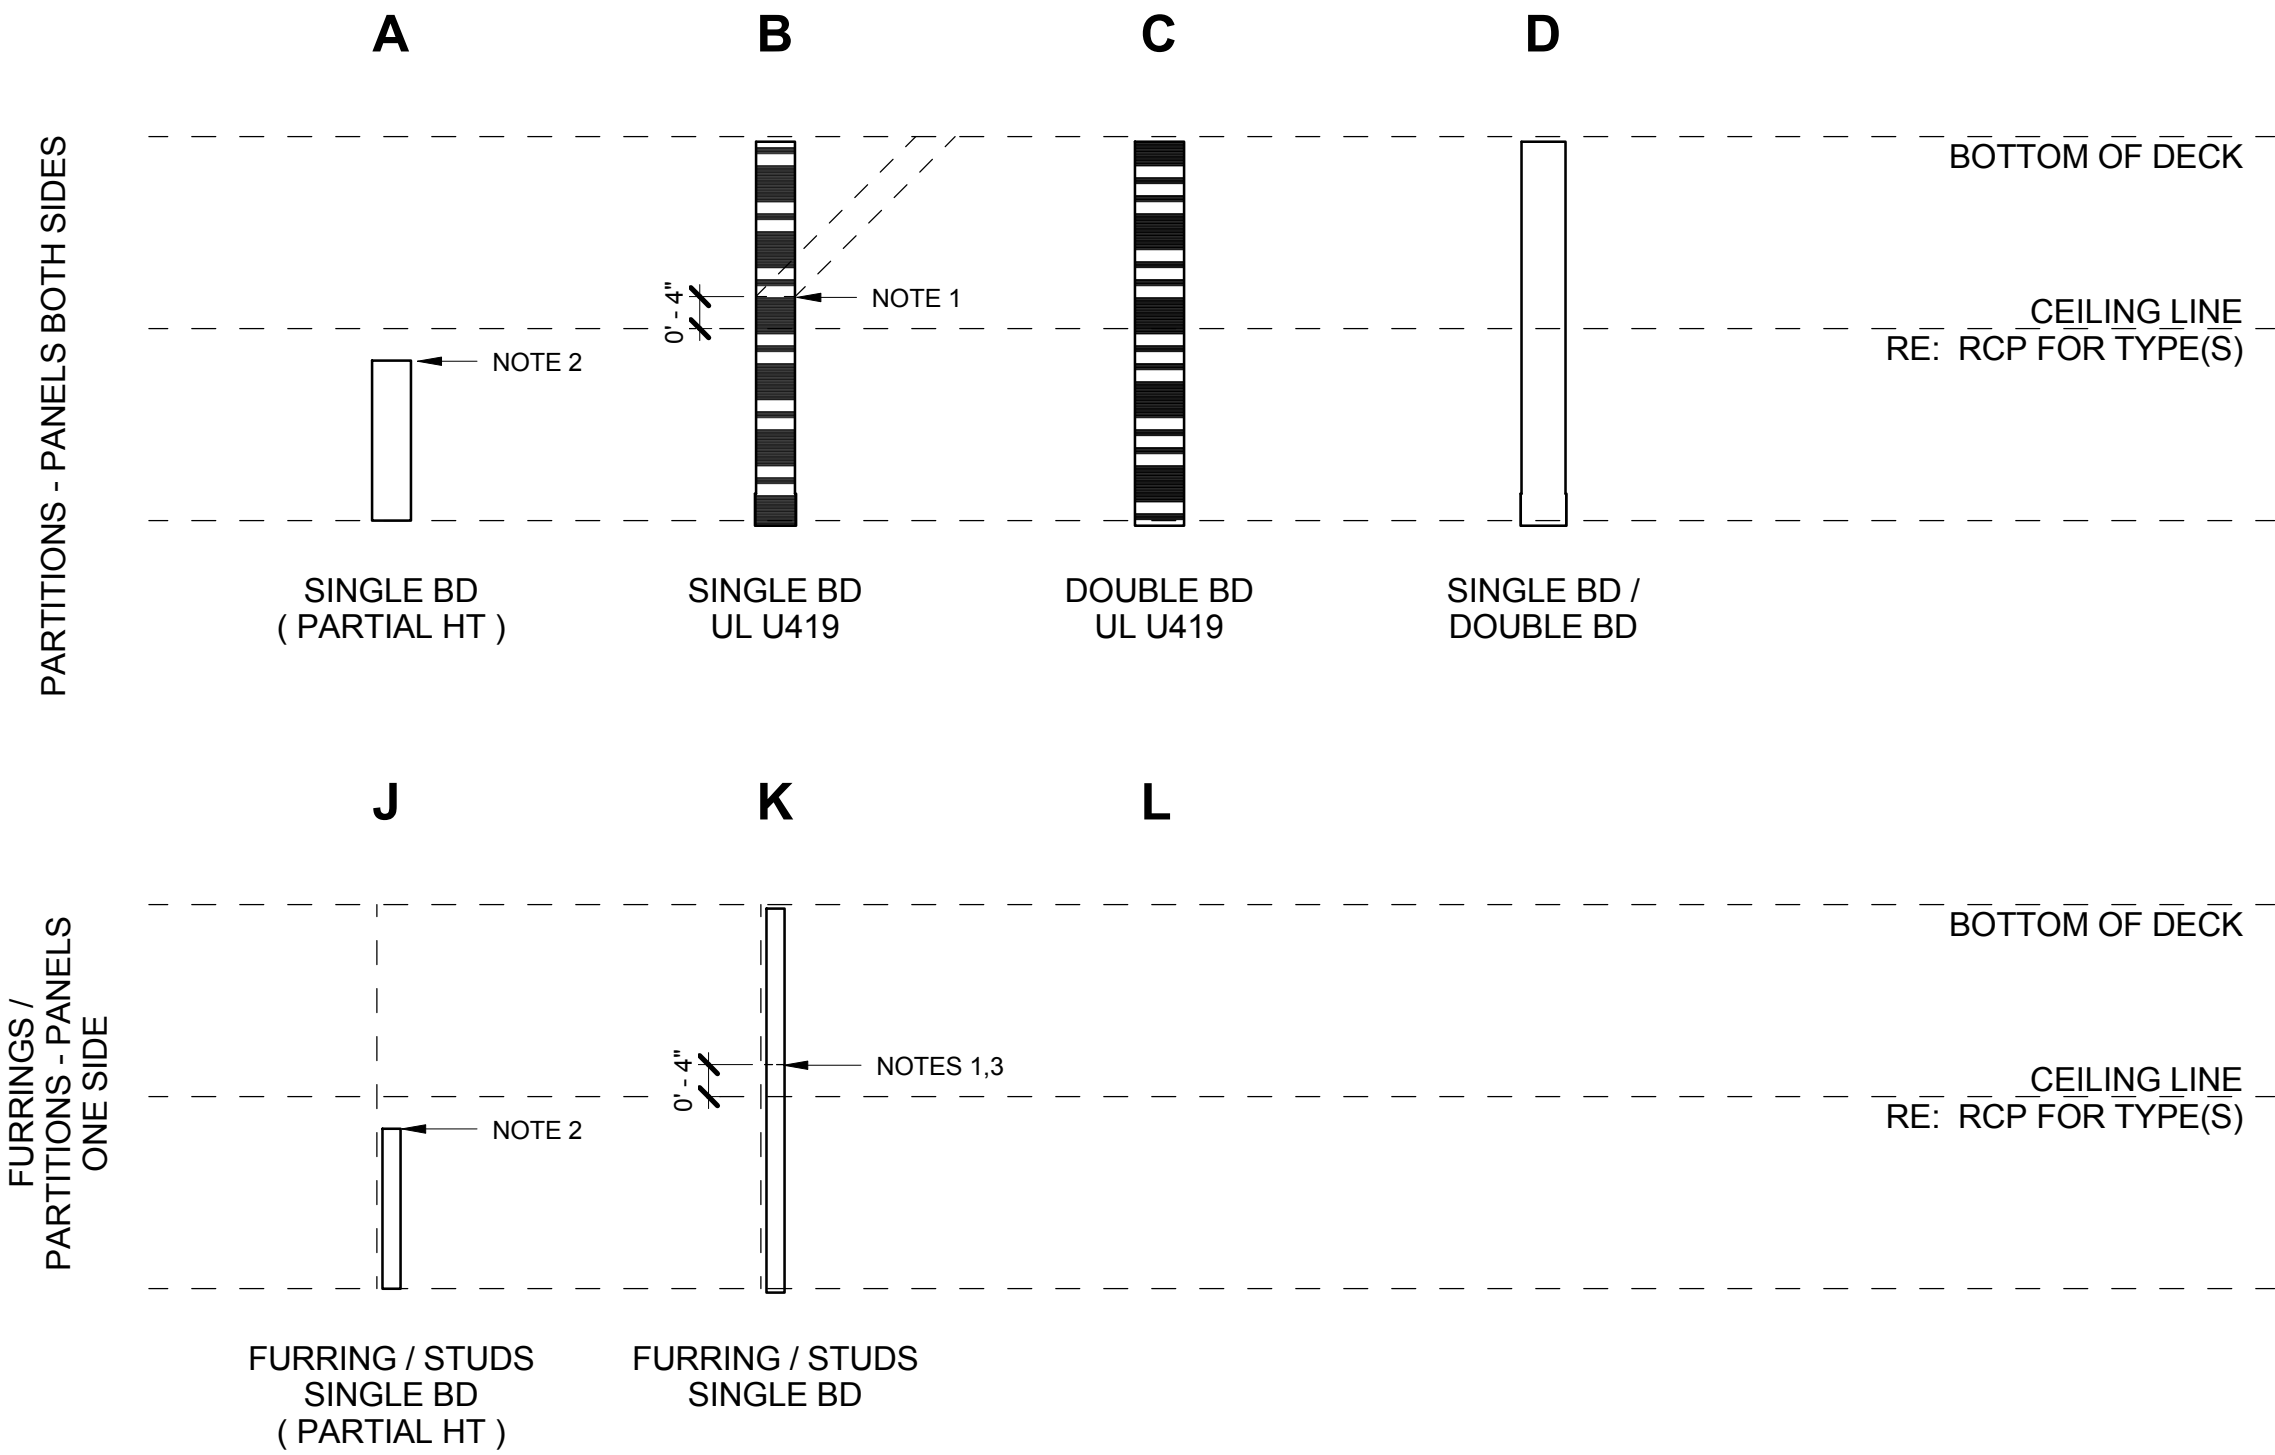 A
B
C
D
PARTITIONS - PANELS BOTH SIDES
BOTTOM OF DECK
0' - 4"
NOTE 1
CEILING LINE
RE: RCP FOR TYPE(S)
NOTE 2
SINGLE BD
( PARTIAL HT )
SINGLE BD
UL U419
DOUBLE BD
UL U419
SINGLE BD /
DOUBLE BD
J
K
L
FURRINGS /
PARTITIONS - PANELS
ONE SIDE
BOTTOM OF DECK
0' - 4"
NOTES 1,3
CEILING LINE
RE: RCP FOR TYPE(S)
NOTE 2
FURRING / STUDS
SINGLE BD
( PARTIAL HT )
FURRING / STUDS
SINGLE BD